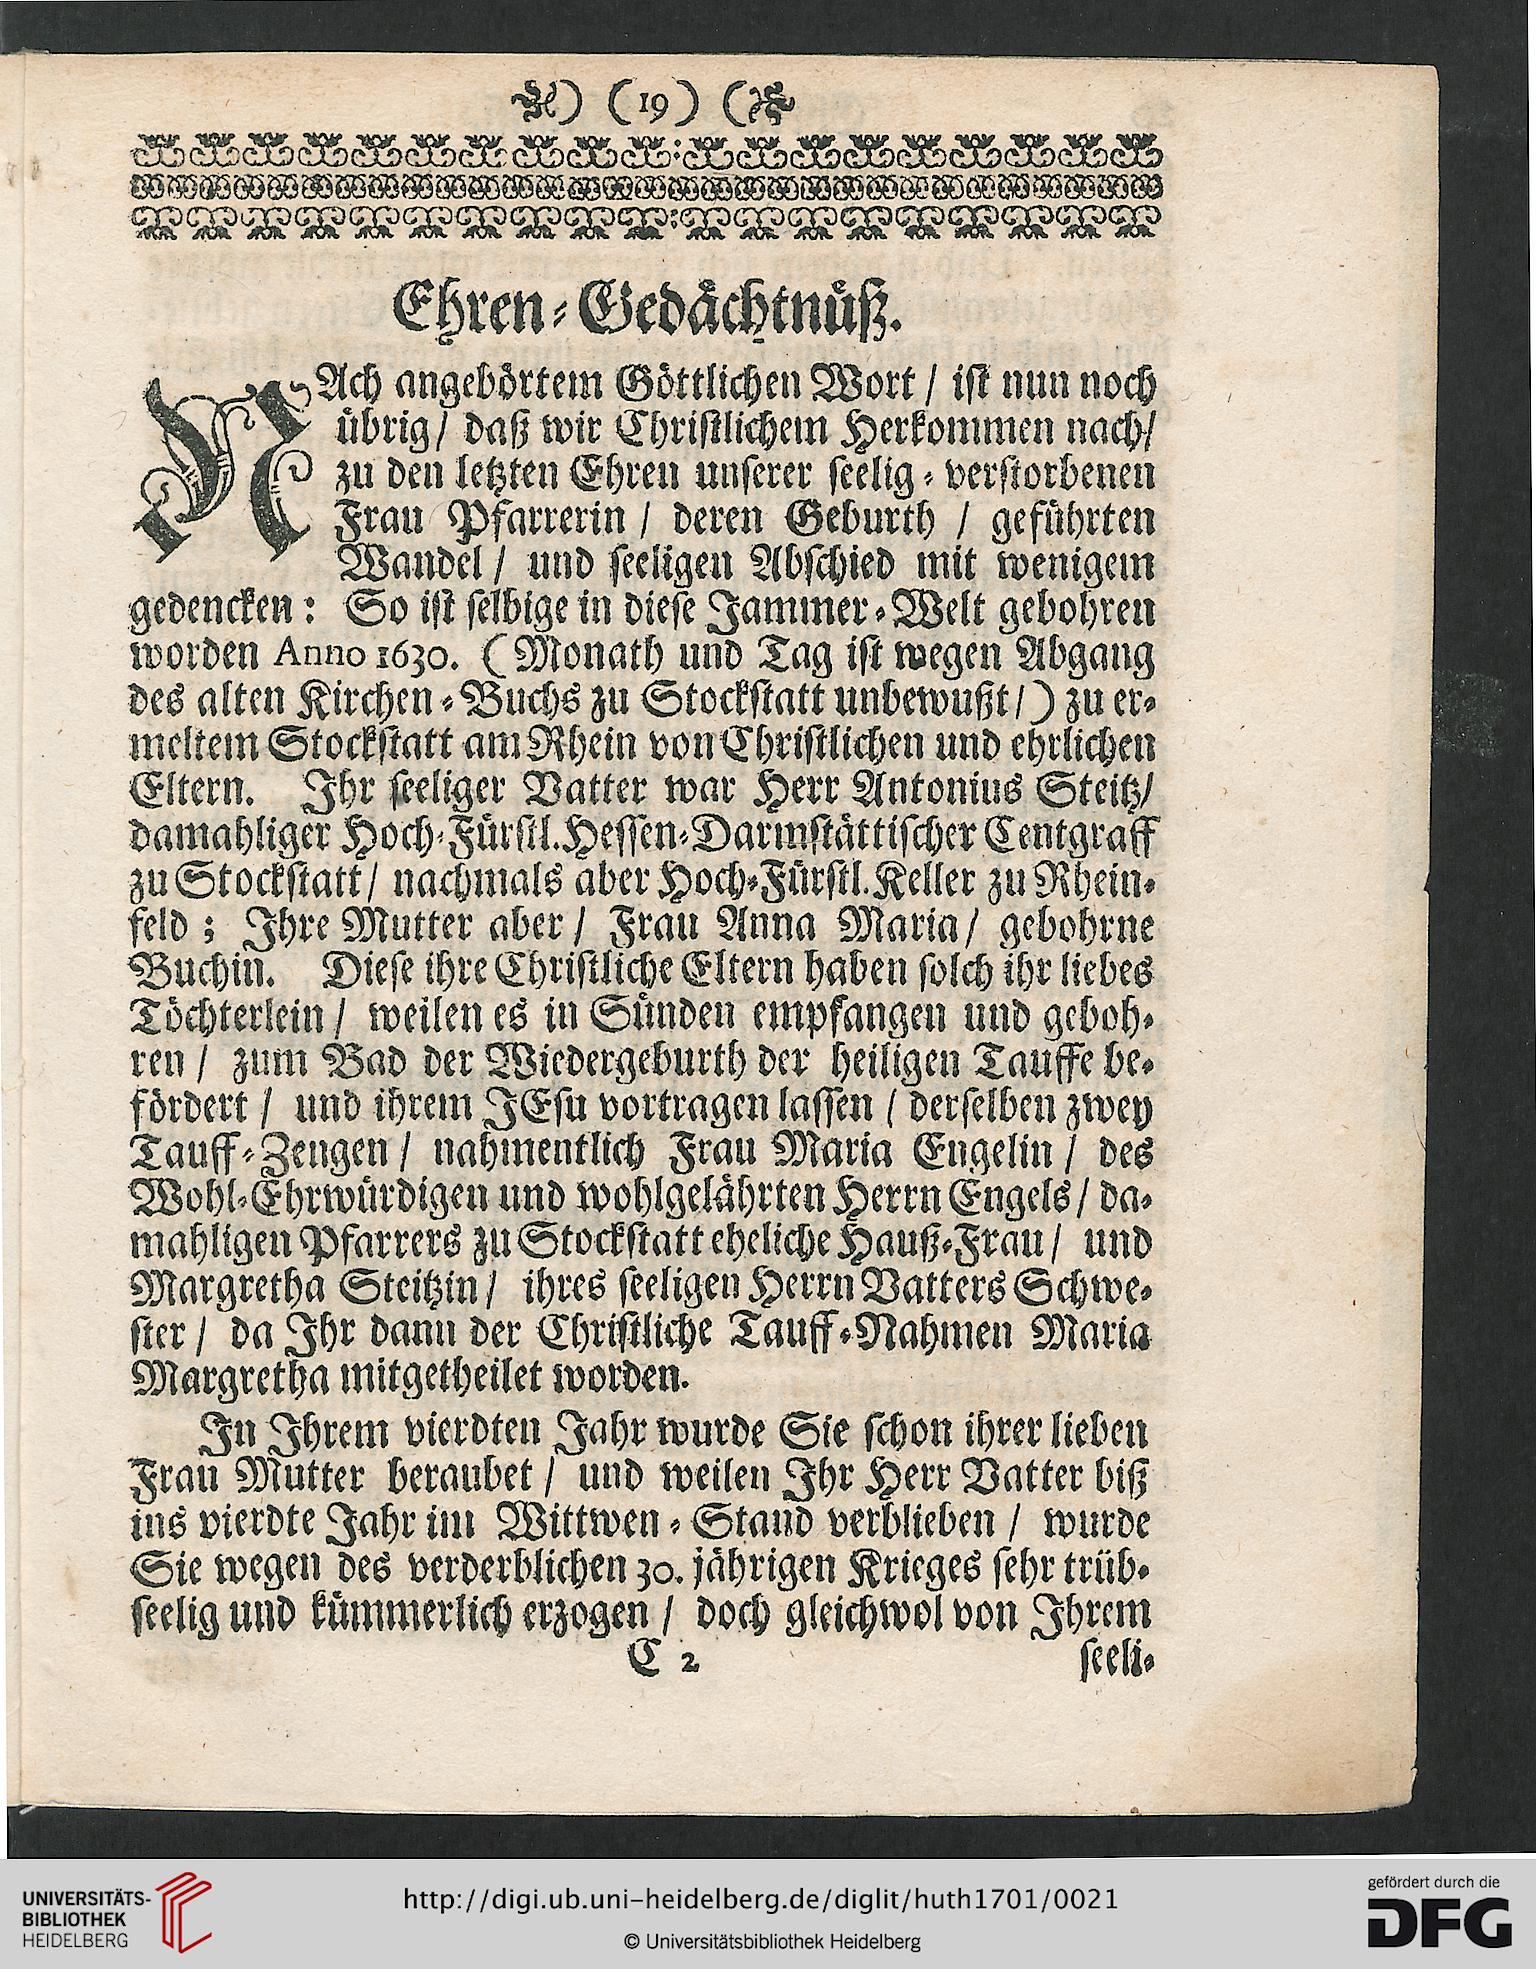 ) (19) (
Ehren-Gedächtnüß.
NAch angehörtem Göttlichen Wort / ist nun noch
übrig / daß wir Christlichem Herkommen nach /
zu den letzten Ehren unserer seelig-verstorbenen
Frau Pfarrerin / deren Geburth / geführten
Wandel / und seeligen Abschied mit wenigem
gedencken: So ist selbige in diese Jammer-Welt gebohren
worden Anno 1630. (Monath und Tag ist wegen Abgang
des alten Kirchen-Buchs zu Stockstatt unbewußt /) zu er-
meltem Stockstatt am Rhein von Christlichen und ehrlichen
Eltern. Ihr seeliger Vatter war Herr Antonius Steitz /
damahliger Hoch-Fürstl. Hessen-Darmstättischer Centgraff
zu Stockstatt / nachmals aber Hoch-Fürstl. Keller zu Rhein-
feld; Ihre Mutter aber / Frau Anna Maria / gebohrne
Buchin. Diese ihre Christliche Eltern haben solch ihr liebes
Töchterlein / weilen es in Sünden empfangen und geboh-
ren / zum Bad der Wiedergeburth der heiligen Tauffe be-
fördert / und ihrem JEsu vortragen lassen / derselben zwey
Tauff-Zeugen / nahmentlich Frau Maria Engelin / des
Wohl-Ehrwürdigen und wohlgelährten Herrn Engels / da-
mahligen Pfarrers zu Stockstatt eheliche Hauß-Frau / und
Margretha Steitzin / ihres seeligen Herrn Vatters Schwe-
ster / da Ihr dann der Christliche Tauff-Nahmen Maria
Margretha mitgetheilet worden.
In Ihrem vierdten Jahr wurde Sie schon ihrer lieben
Frau Mutter beraubet / und weilen Ihr Herr Vatter biß
ins vierdte Jahr im Wittwen-Stand verblieben / wurde
Sie wegen des verderblichen 30. jährigen Krieges sehr trüb-
seelig und kümmerlich erzogen / doch gleichwol von Ihrem
C 2 seeli-
UNIVERSITÄTS-
BIBLIOTHEK
HEIDELBERG
http://digi.ub.uni-heidelberg.de/diglit/huth1701/0021
© Universitätsbibliothek Heidelberg
gefördert durch die
DFG